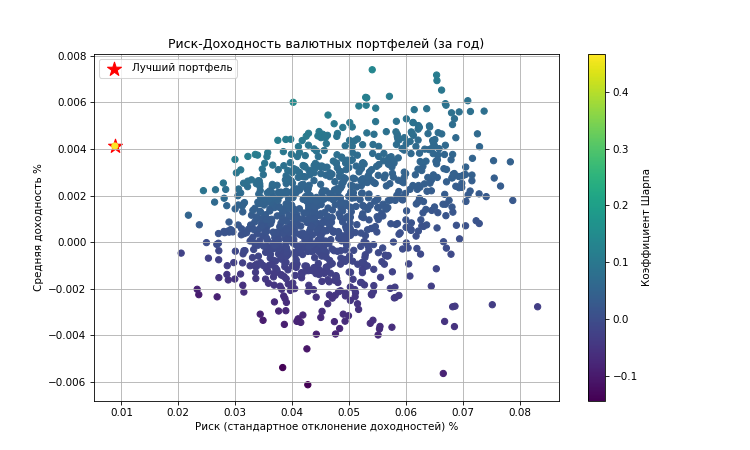 Риск-Доходность валютных портфелей (за год)
Лучший портфель
0.008
0.006
0.004
0.002
0.000
−0.002
−0.004
−0.006
Средняя доходность %
0.01 0.02 0.03 0.04 0.05 0.06 0.07 0.08
Риск (стандартное отклонение доходностей) %
0.4
0.3
0.2
0.1
0.0
−0.1
Коэффициент Шарпа